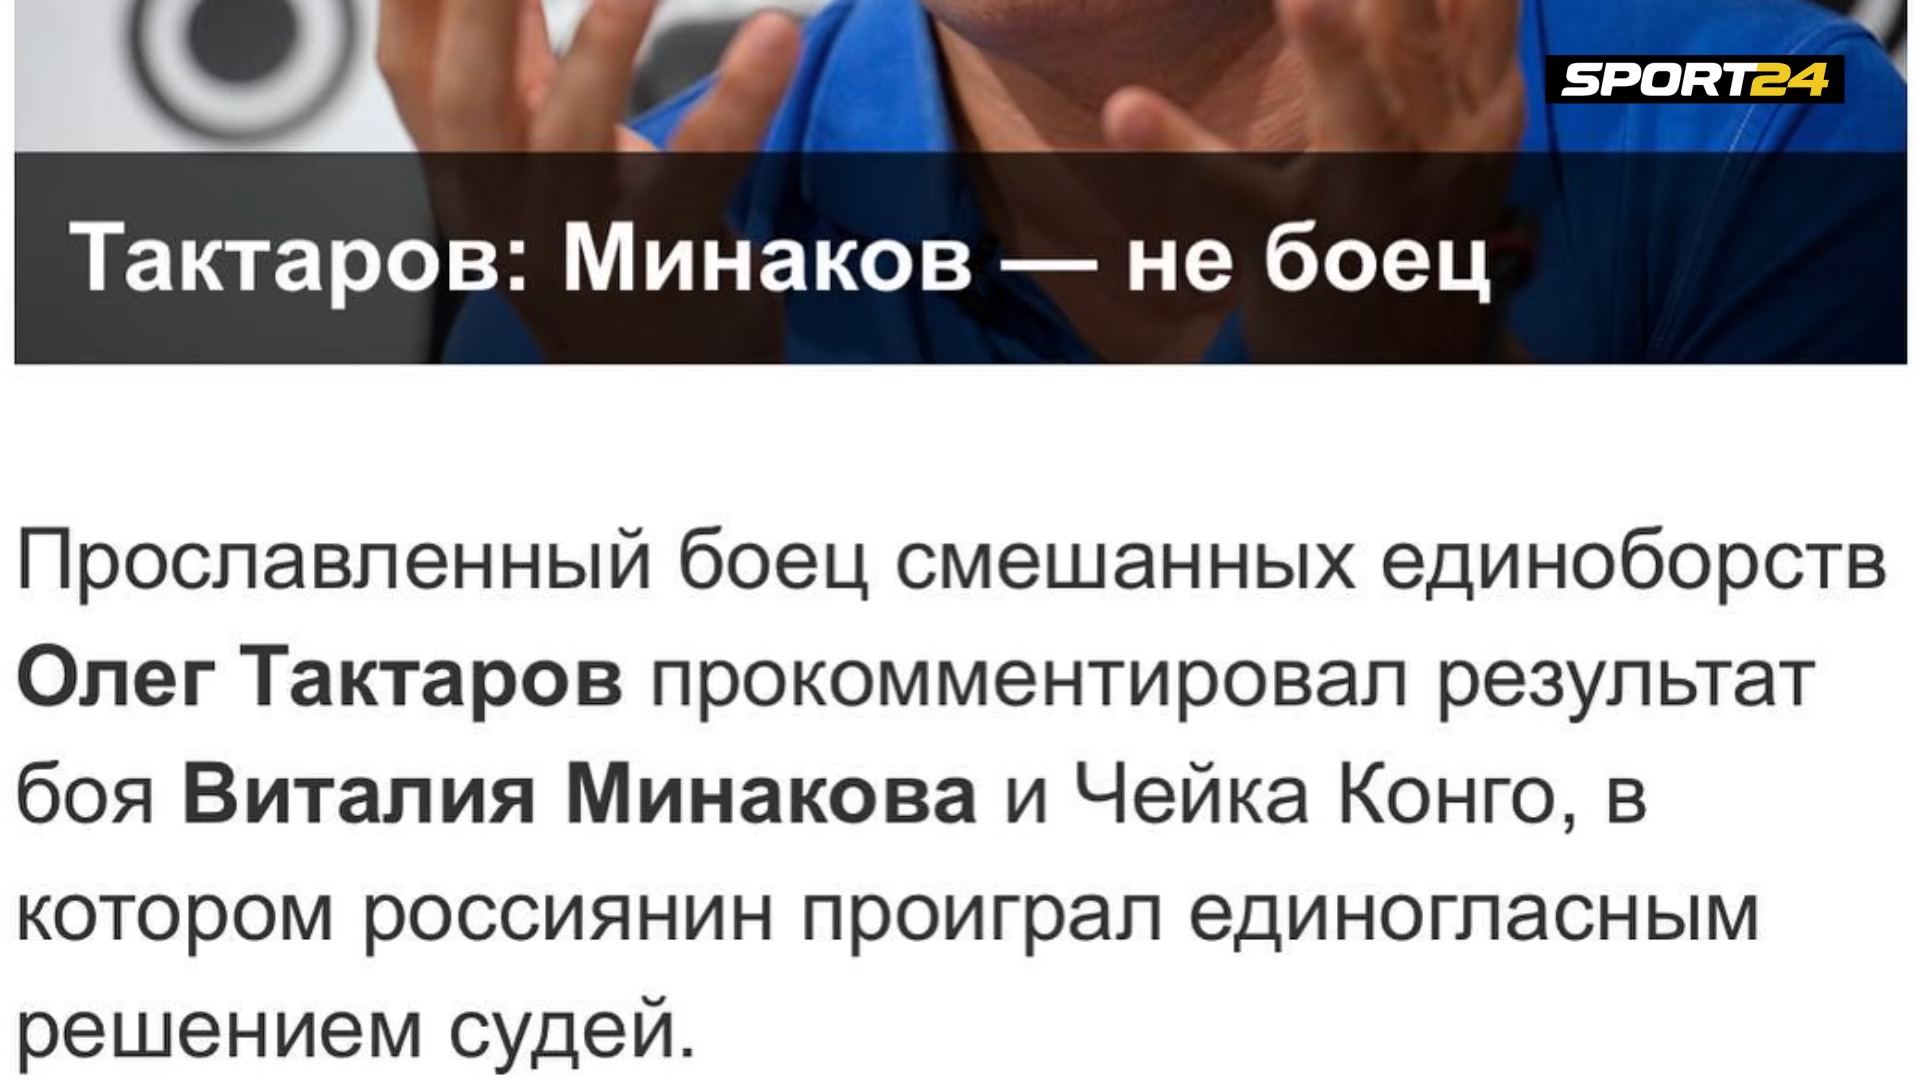 SPORT24
Тактаров: Минаков — не боец
Прославленный боец смешанных единоборств
Олег Тактаров прокомментировал результат
боя Виталия Минакова и Чейка Конго, в
котором россиянин проиграл единогласным
решением судей.